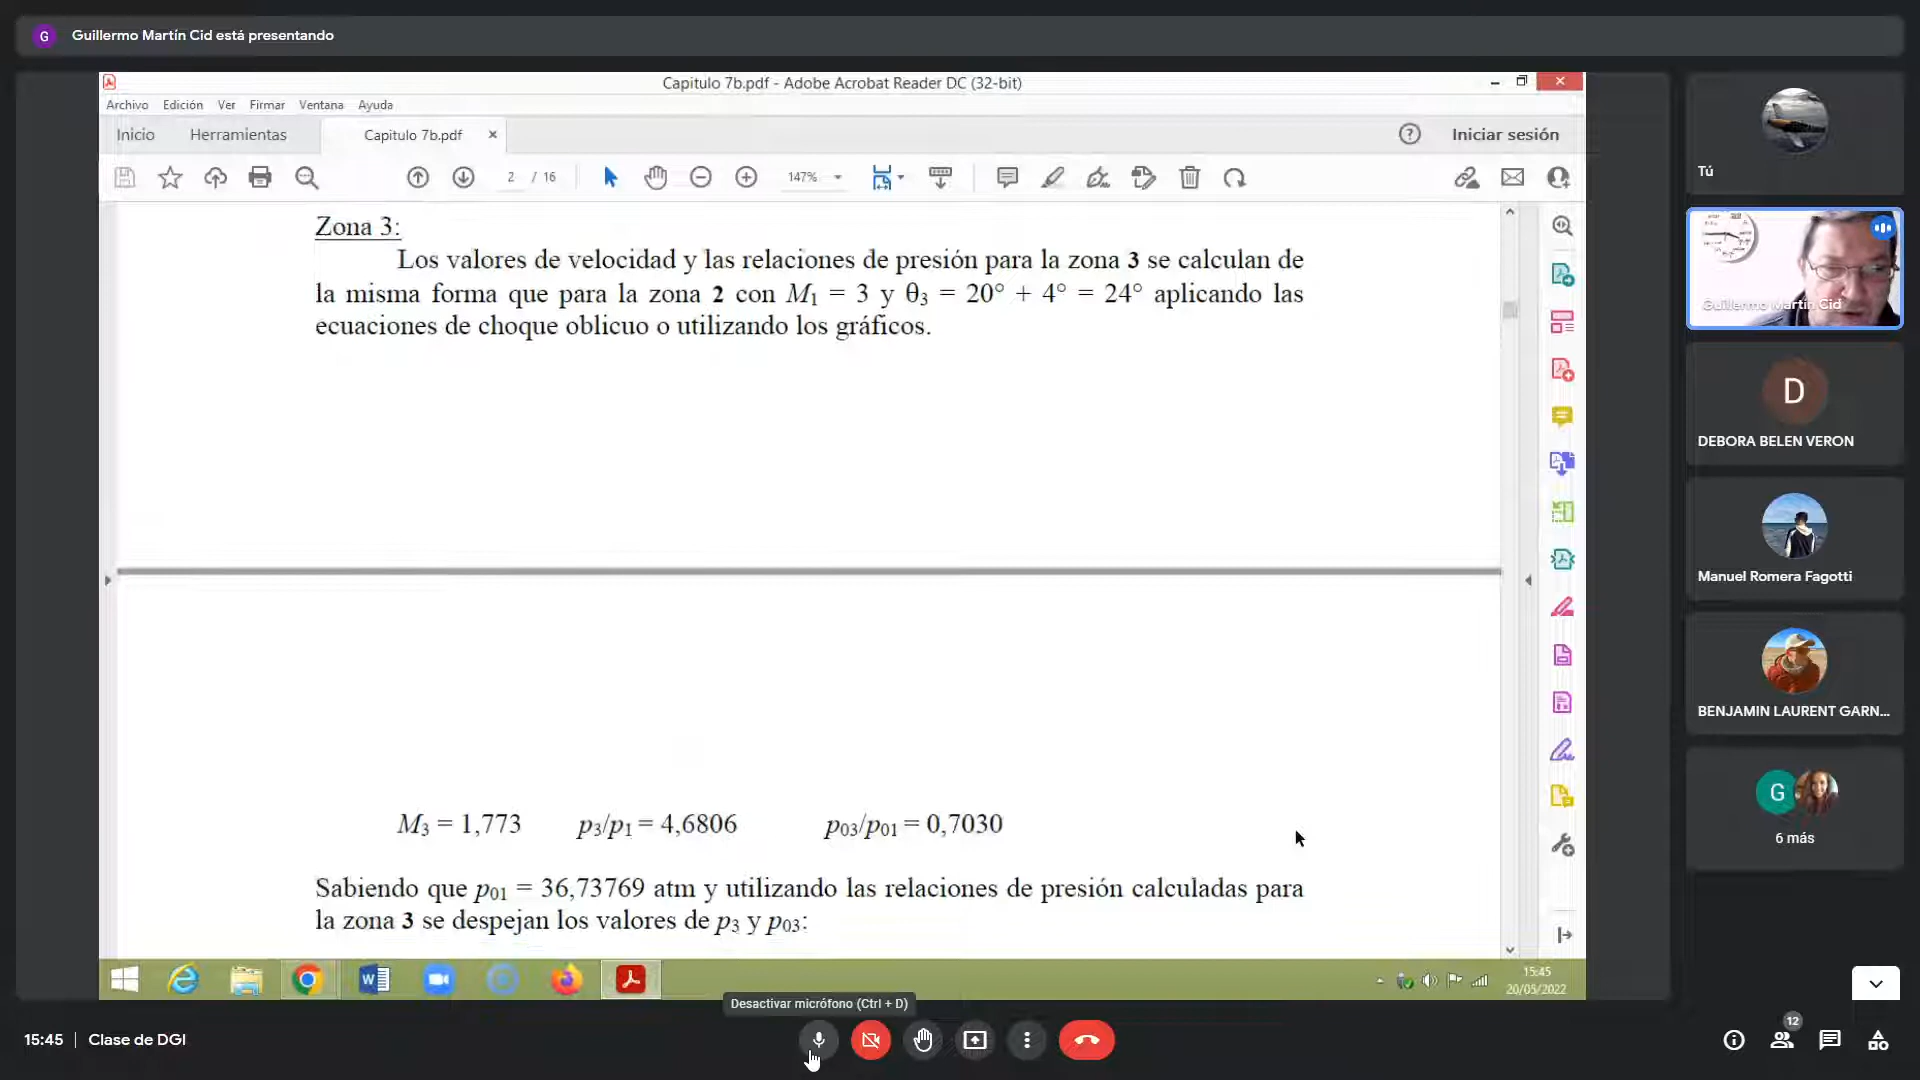 G Guillermo Martín Cid está presentando
Capitulo 7b.pdf - Adobe Acrobat Reader DC (32-bit)
Archivo Edición Ver Firmar Ventana Ayuda
Inicio Herramientas Capitulo 7b.pdf × ? Iniciar sesión
2 / 16 147%
Zona 3:
Los valores de velocidad y las relaciones de presión para la zona 3 se calculan de
la misma forma que para la zona 2 con M₁ = 3 y θ₃ = 20° + 4° = 24° aplicando las
ecuaciones de choque oblicuo o utilizando los gráficos.
M₃ = 1,773 p₃/p₁ = 4,6806 p₀₃/p₀₁ = 0,7030
Sabiendo que p₀₁ = 36,73769 atm y utilizando las relaciones de presión calculadas para
la zona 3 se despejan los valores de p₃ y p₀₃:
15:45
20/05/2022
Tú
Guillermo Martín Cid
D
DEBORA BELEN VERON
Manuel Romera Fagotti
BENJAMIN LAURENT GARN...
G
6 más
Desactivar micrófono (Ctrl + D)
15:45 | Clase de DGI
12